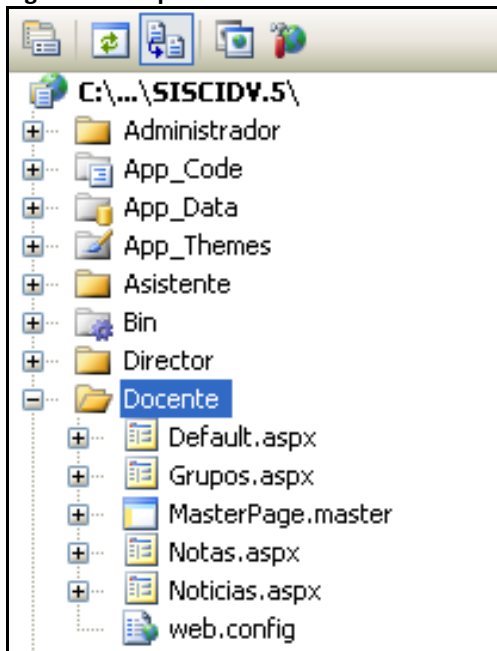 C:\...\SISCIDV.5\
Administrador
App_Code
App_Data
App_Themes
Asistente
Bin
Director
Docente
Default.aspx
Grupos.aspx
MasterPage.master
Notas.aspx
Noticias.aspx
web.config